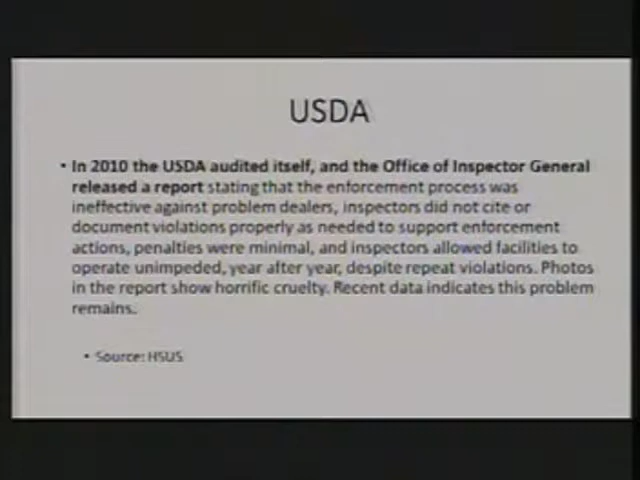 USDA
• In 2010 the USDA audited itself, and the Office of Inspector General
released a report stating that the enforcement process was
ineffective against problem dealers, inspectors did not cite or
document violations properly as needed to support enforcement
actions, penalties were minimal, and inspectors allowed facilities to
operate unimpeded, year after year, despite repeat violations. Photos
in the report show horrific cruelty. Recent data indicates this problem
remains.
• Source: HSUS